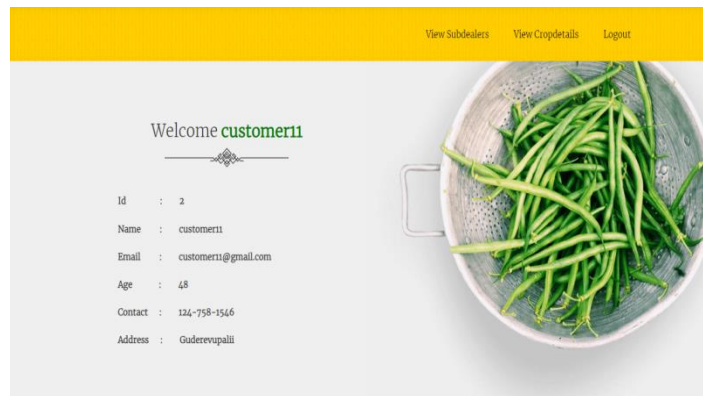 View Subdealers View Cropdetails Logout
Welcome customer11
Id : 2
Name : customer11
Email : customer11@gmail.com
Age : 48
Contact : 124-758-1546
Address : Guderevupalii